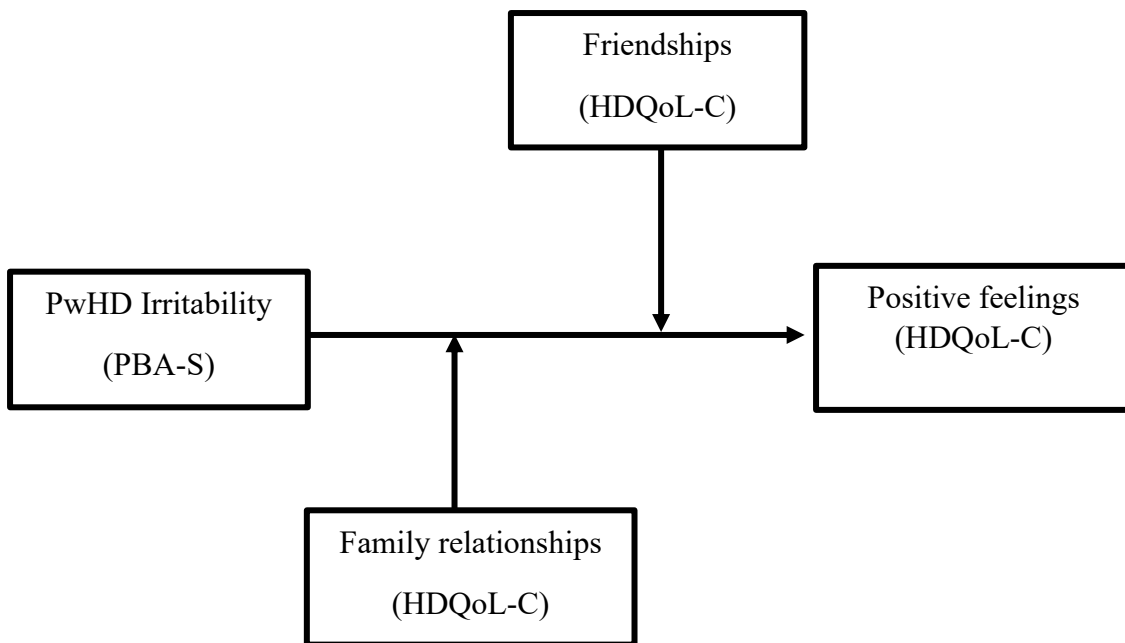 Friendships
(HDQoL-C)
PwHD Irritability
(PBA-S)
Positive feelings
(HDQoL-C)
Family relationships
(HDQoL-C)